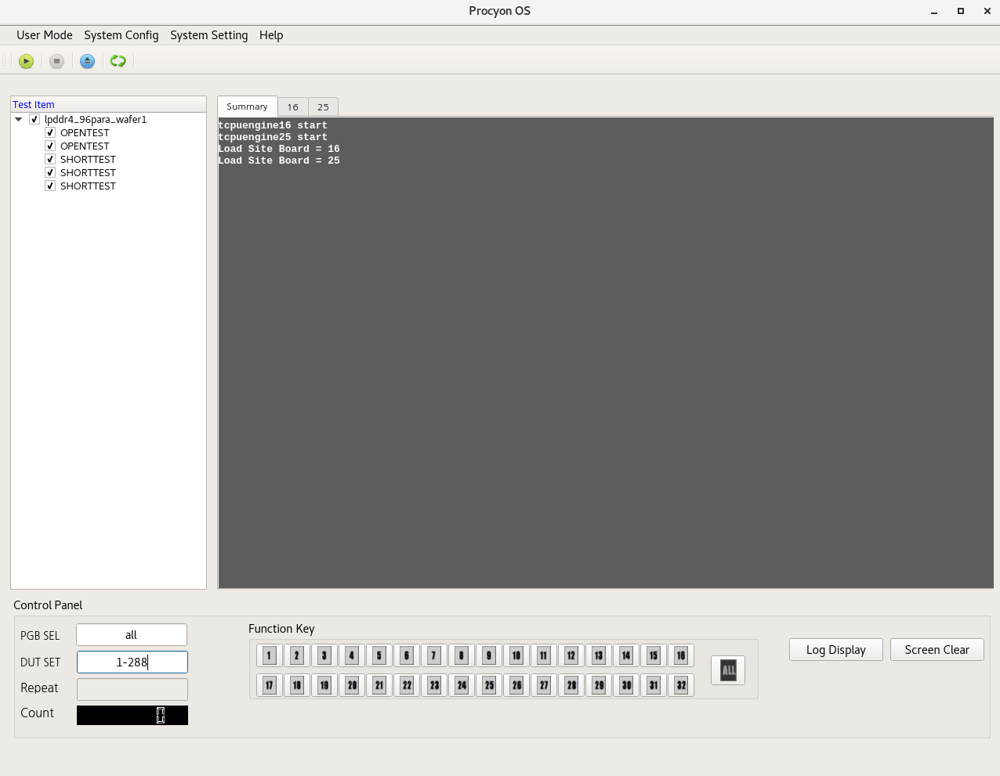 Procyon OS
User Mode System Config System Setting Help
Test Item
lpddr4_96para_wafer1
OPENTEST
OPENTEST
SHORTTEST
SHORTTEST
SHORTTEST
Summary 16 25
tcpuengine16 start
tcpuengine25 start
Load Site Board = 16
Load Site Board = 25
Control Panel
PGB SEL all
DUT SET 1-288
Repeat
Count 0
Function Key
1 2 3 4 5 6 7 8 9 10 11 12 13 14 15 16
17 18 19 20 21 22 23 24 25 26 27 28 29 30 31 32
ALL
Log Display Screen Clear